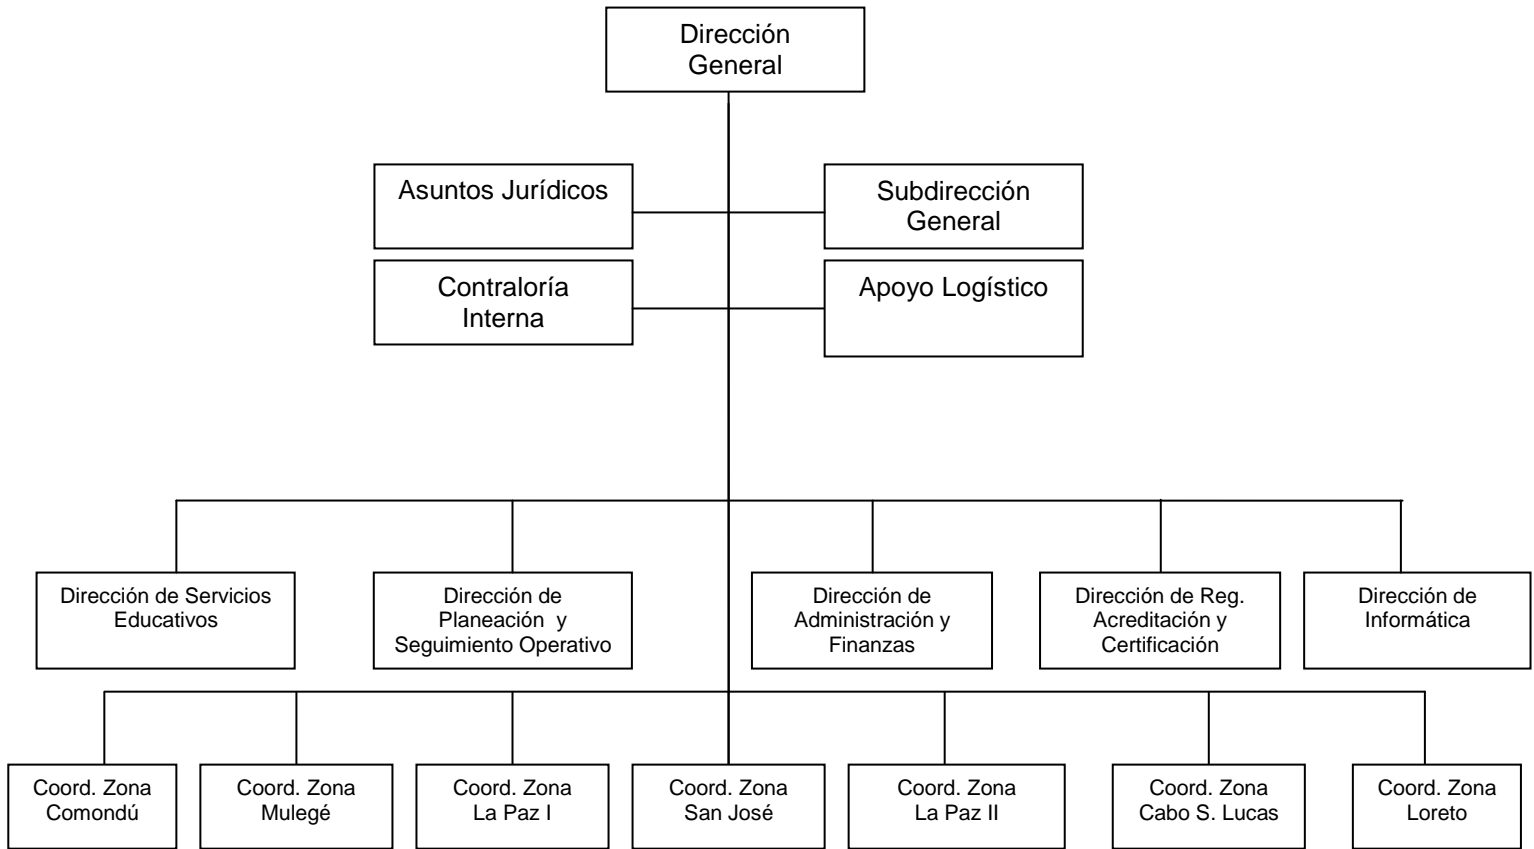 Dirección
General
Asuntos Jurídicos
Subdirección
General
Contraloría
Interna
Apoyo Logístico
Dirección de Servicios
Educativos
Dirección de
Planeación y
Seguimiento Operativo
Dirección de
Administración y
Finanzas
Dirección de Reg.
Acreditación y
Certificación
Dirección de
Informática
Coord. Zona
Comondú
Coord. Zona
Mulegé
Coord. Zona
La Paz I
Coord. Zona
San José
Coord. Zona
La Paz II
Coord. Zona
Cabo S. Lucas
Coord. Zona
Loreto